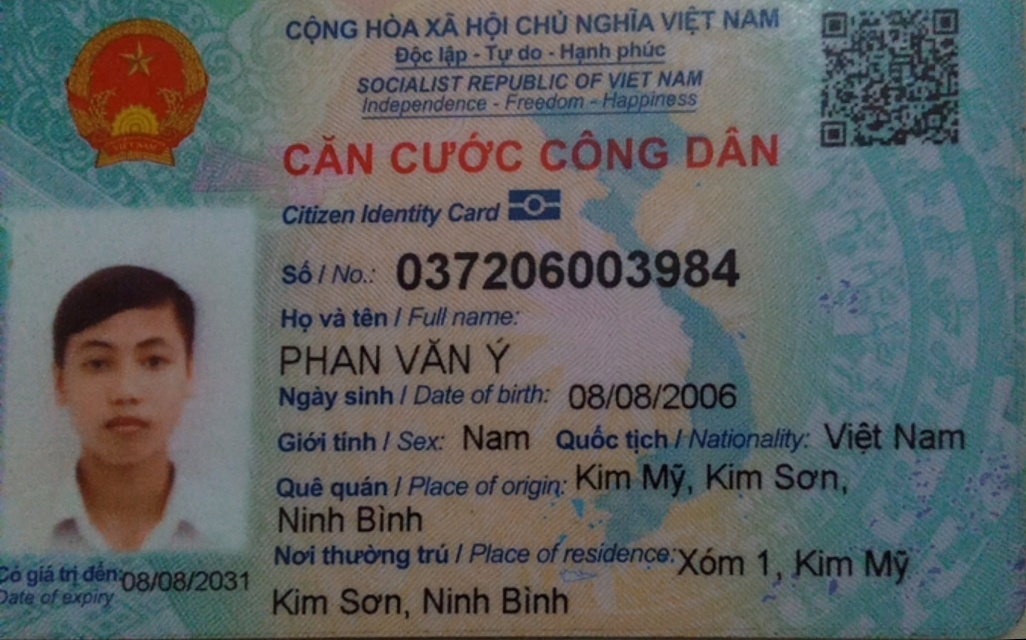 CỘNG HÒA XÃ HỘI CHỦ NGHĨA VIỆT NAM
Độc lập - Tự do - Hạnh phúc
SOCIALIST REPUBLIC OF VIET NAM
Independence - Freedom - Happiness
CĂN CƯỚC CÔNG DÂN
Citizen Identity Card
Số / No.: 037206003984
Họ và tên / Full name:
PHAN VĂN Ý
Ngày sinh / Date of birth: 08/08/2006
Giới tính / Sex: Nam Quốc tịch / Nationality: Việt Nam
Quê quán / Place of origin: Kim Mỹ, Kim Sơn,
Ninh Bình
Nơi thường trú / Place of residence: Xóm 1, Kim Mỹ
Kim Sơn, Ninh Bình
Có giá trị đến: 08/08/2031
Date of expiry
VIỆT NAM